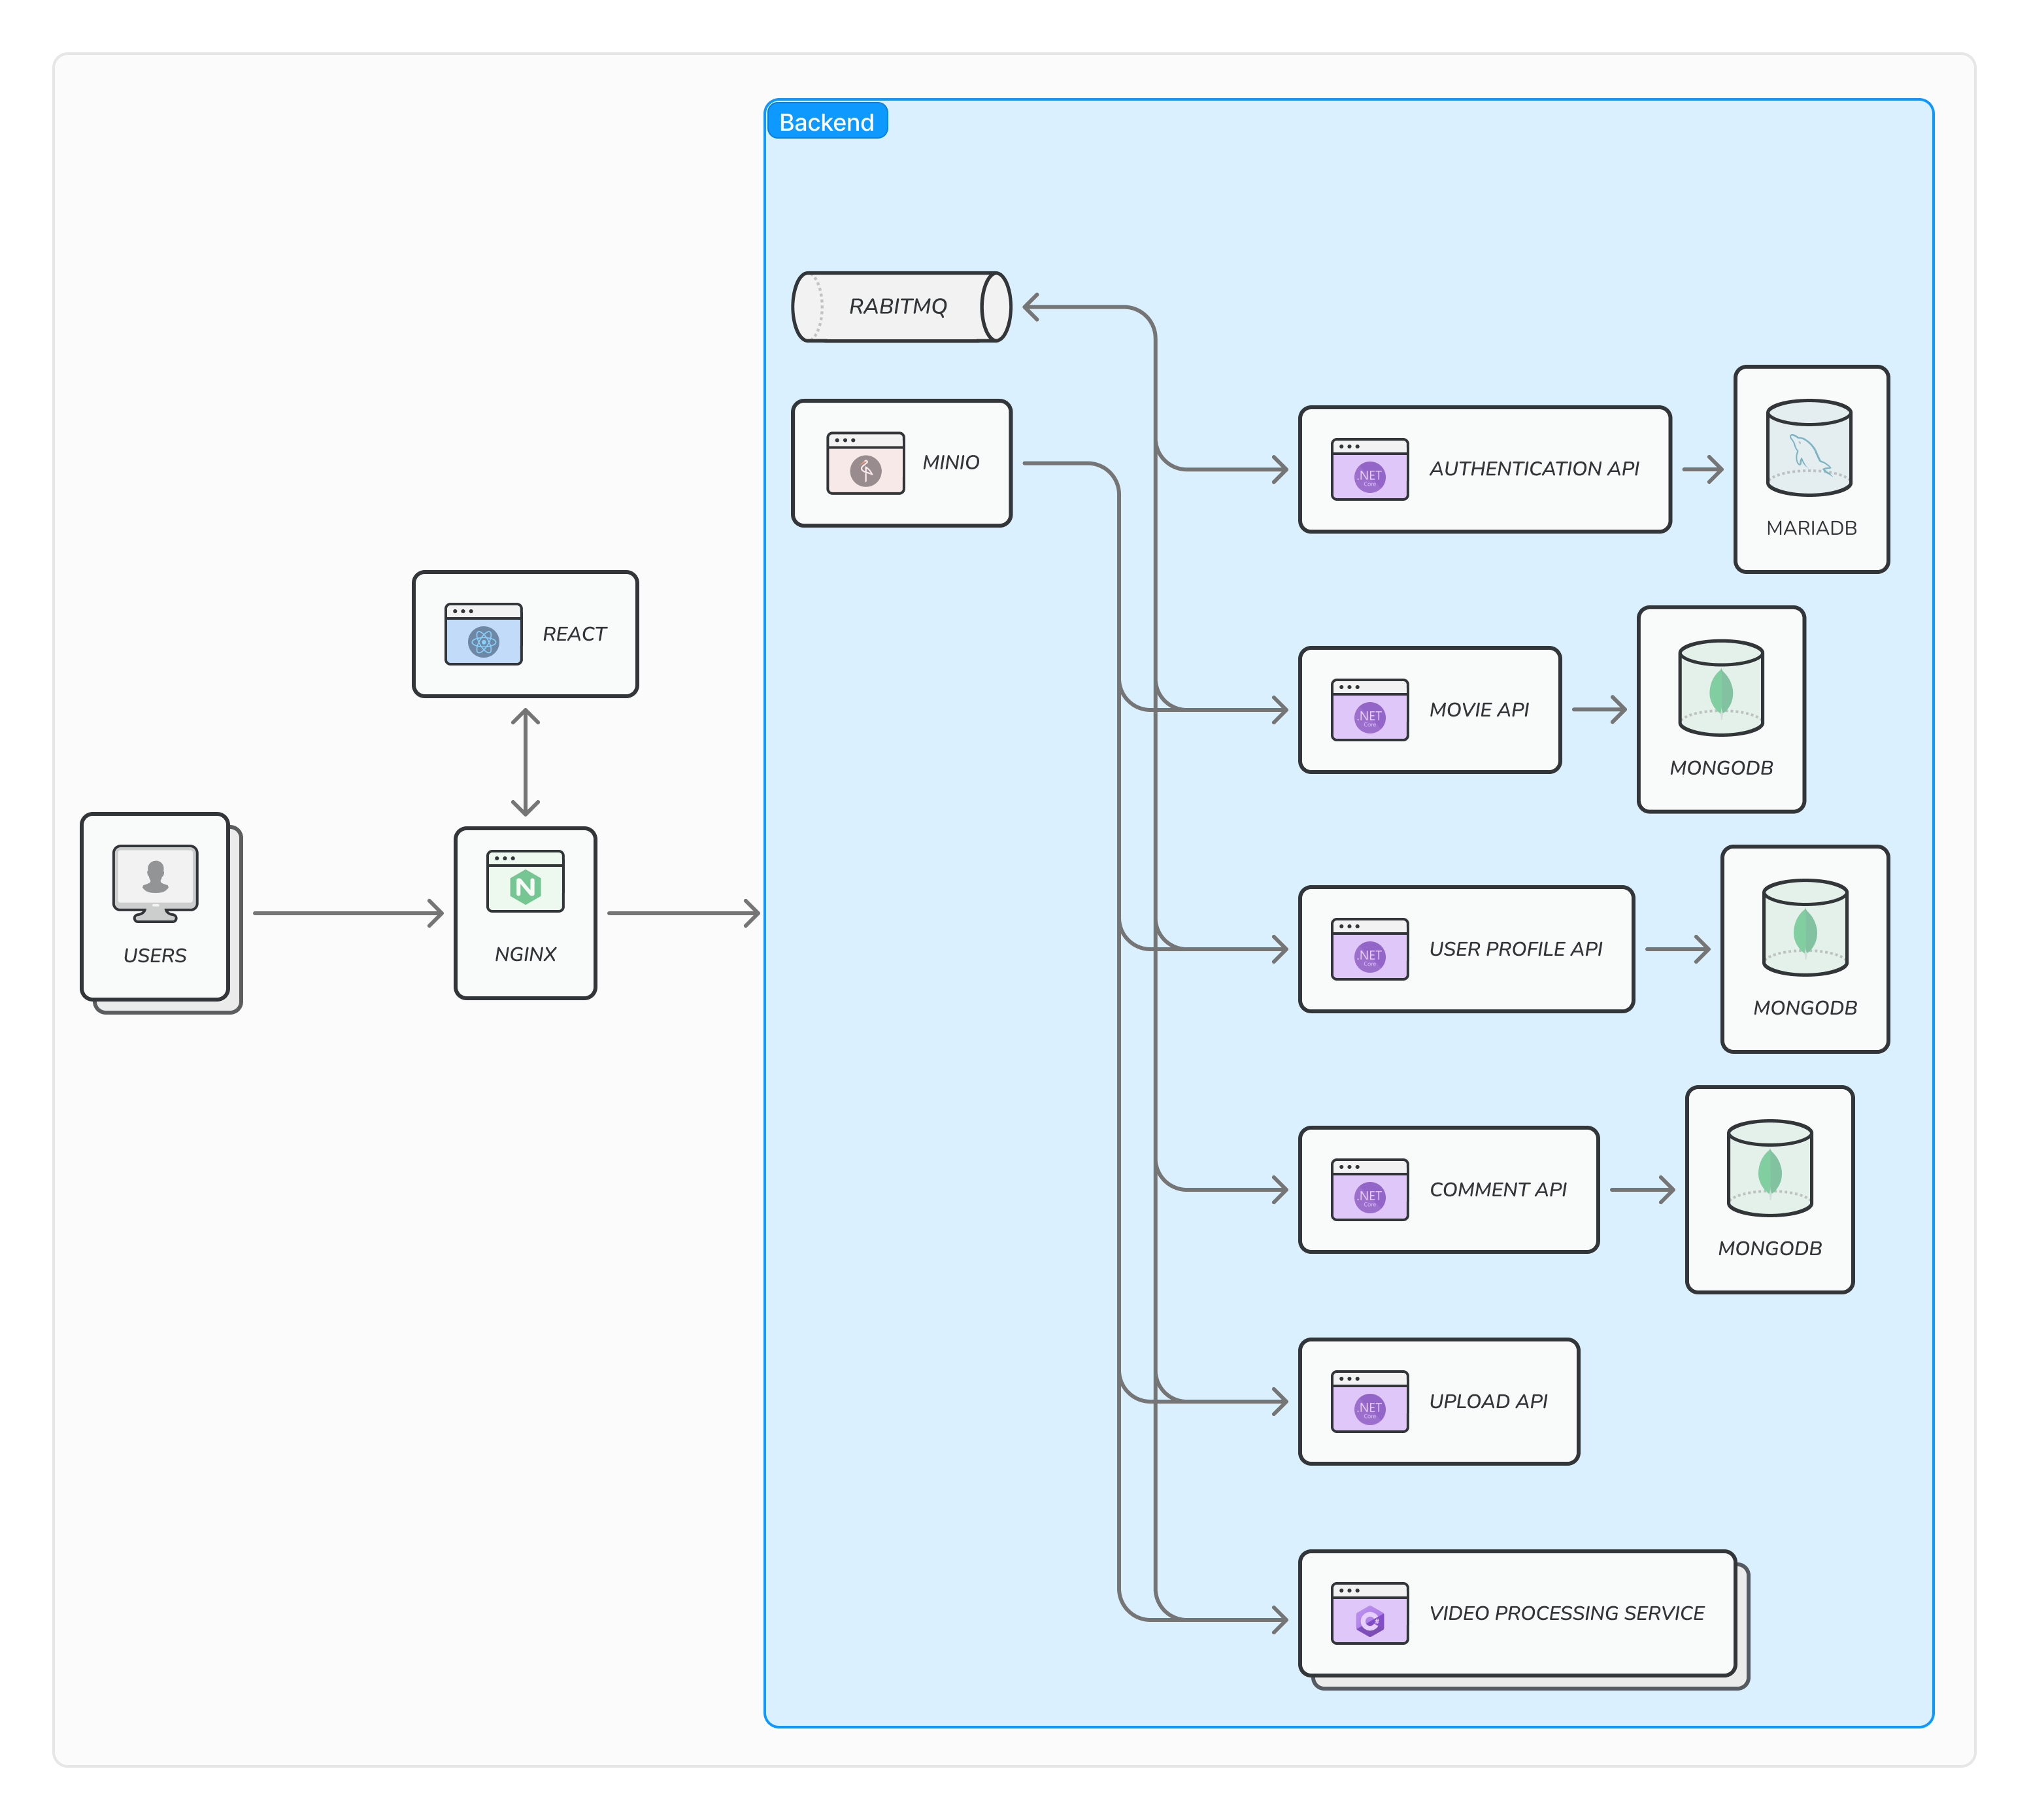 Backend
RABITMQ
MINIO
.NET
Core
AUTHENTICATION API
MARIADB
REACT
.NET
Core
MOVIE API
MONGODB
USERS
N
NGINX
.NET
Core
USER PROFILE API
MONGODB
.NET
Core
COMMENT API
MONGODB
.NET
Core
UPLOAD API
C#
VIDEO PROCESSING SERVICE